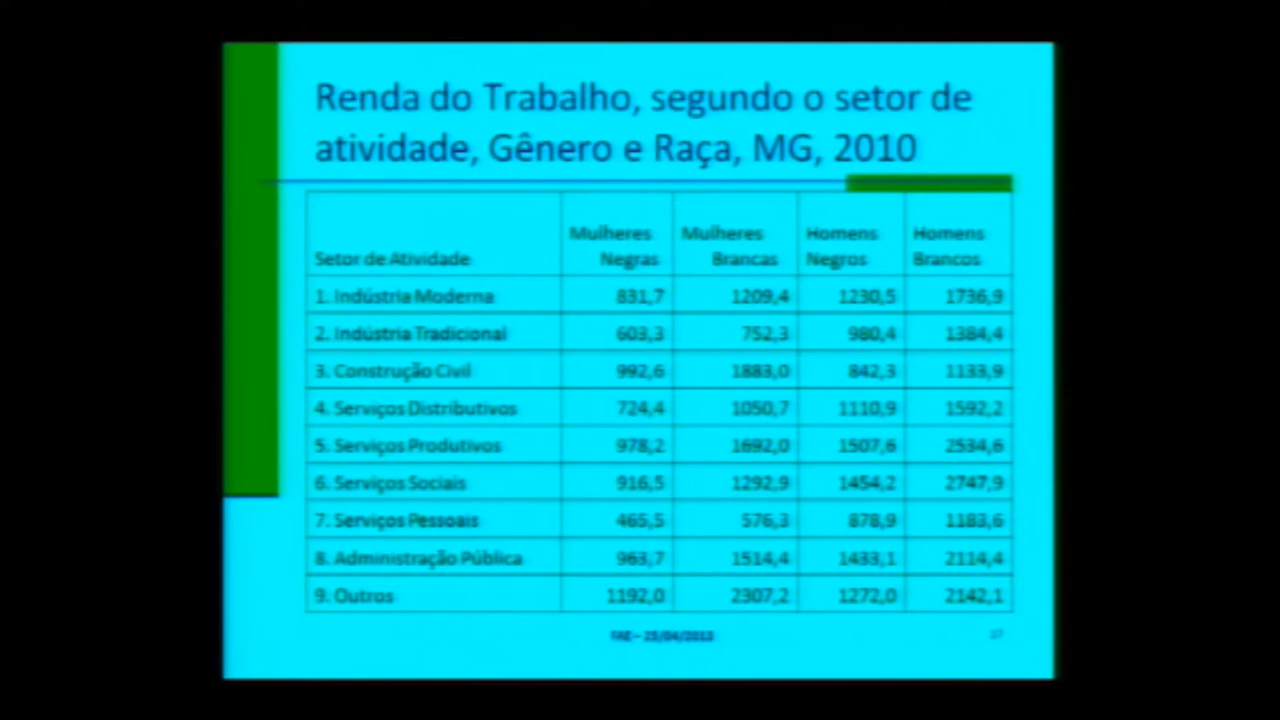 Renda do Trabalho, segundo o setor de
atividade, Gênero e Raça, MG, 2010
Setor de Atividade Mulheres Negras Mulheres Brancas Homens Negros Homens Brancos
1. Indústria Moderna 831,7 1209,4 1230,5 1736,9
2. Indústria Tradicional 603,3 752,3 980,4 1384,4
3. Construção Civil 992,6 1883,0 842,3 1133,9
4. Serviços Distributivos 724,4 1050,7 1110,9 1592,2
5. Serviços Produtivos 978,2 1692,0 1507,6 2534,6
6. Serviços Sociais 916,5 1292,9 1454,2 2747,9
7. Serviços Pessoais 465,5 576,3 878,9 1183,6
8. Administração Pública 963,7 1514,4 1433,1 2114,4
9. Outros 1192,0 2307,2 1272,0 2142,1
FAE –